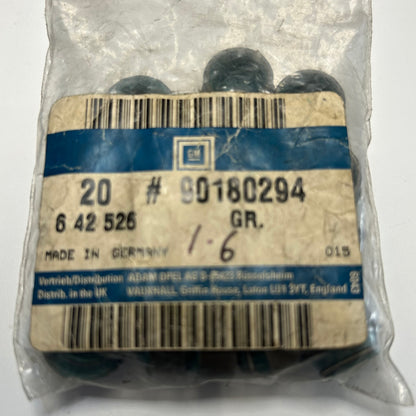 GM
20 # 90180294
6 42 526 GR.
1.6
MADE IN GERMANY 015
Vertrieb/Distribution ADAM OPEL AG D-65423 Rüsselsheim
Distrib. in the UK VAUXHALL, Griffin House, Luton LU1 3YT, England